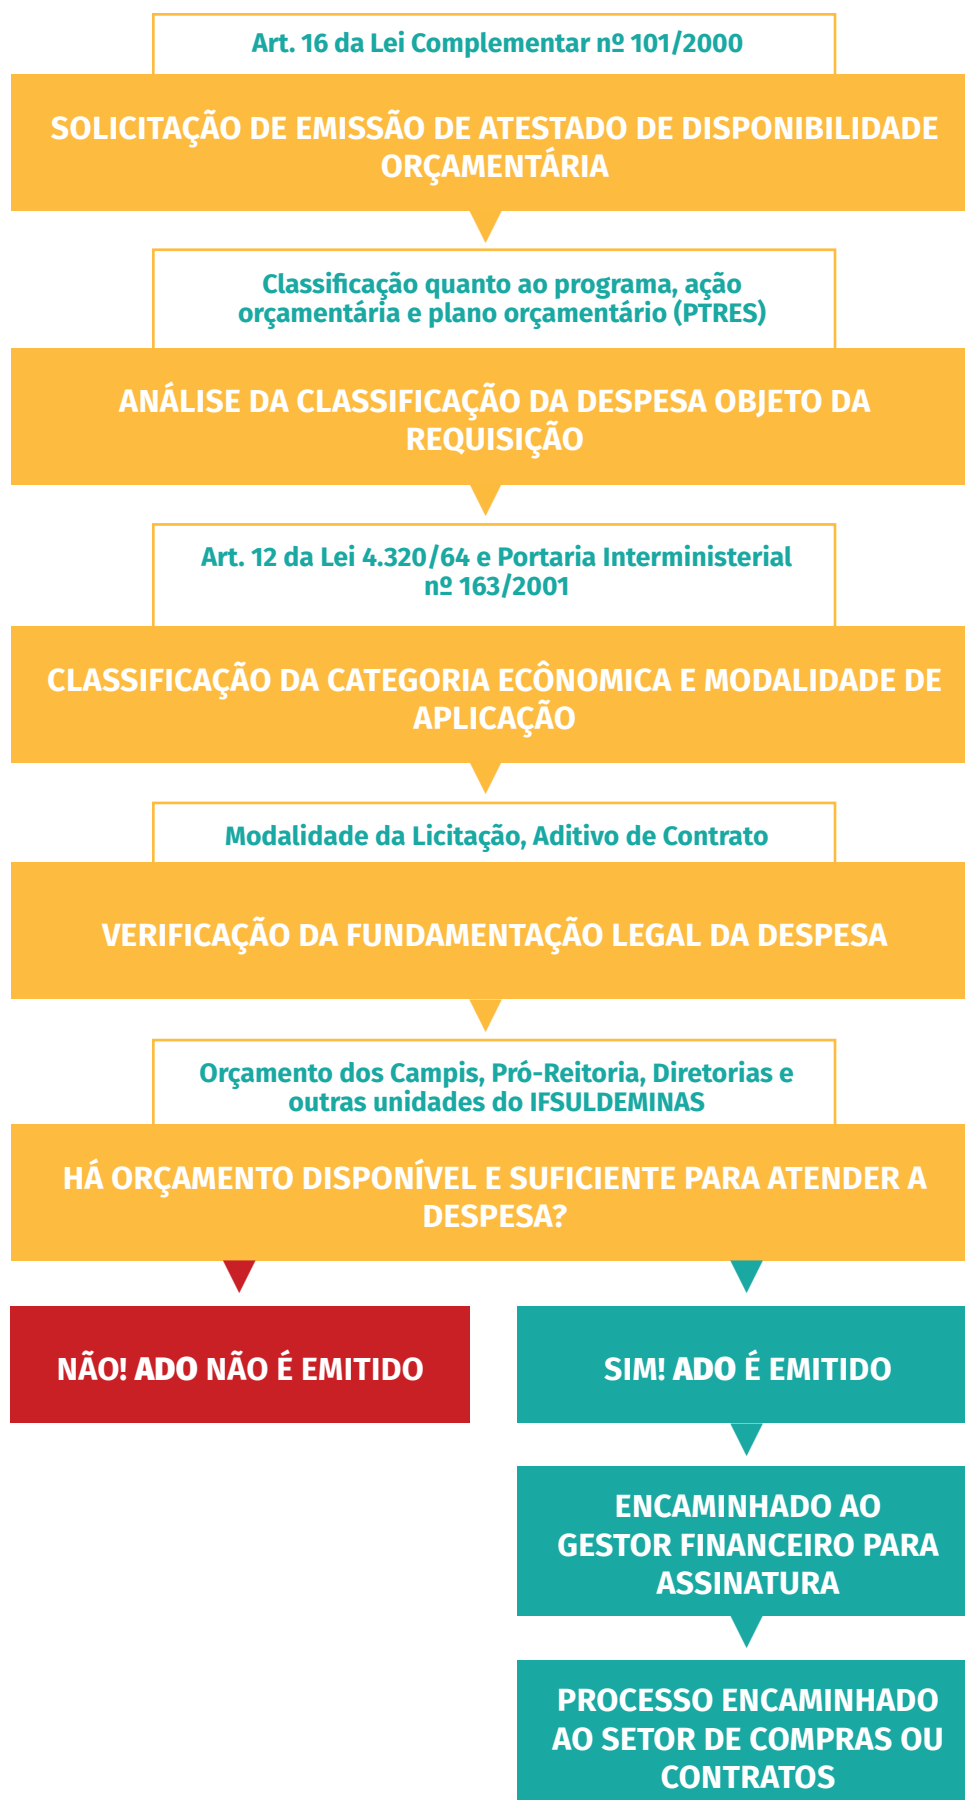 Art. 16 da Lei Complementar nº 101/2000
SOLICITAÇÃO DE EMISSÃO DE ATESTADO DE DISPONIBILIDADE
ORÇAMENTÁRIA
Classificação quanto ao programa, ação
orçamentária e plano orçamentário (PTRES)
ANÁLISE DA CLASSIFICAÇÃO DA DESPESA OBJETO DA
REQUISIÇÃO
Art. 12 da Lei 4.320/64 e Portaria Interministerial
nº 163/2001
CLASSIFICAÇÃO DA CATEGORIA ECÔNOMICA E MODALIDADE DE
APLICAÇÃO
Modalidade da Licitação, Aditivo de Contrato
VERIFICAÇÃO DA FUNDAMENTAÇÃO LEGAL DA DESPESA
Orçamento dos Campis, Pró-Reitoria, Diretorias e
outras unidades do IFSULDEMINAS
HÁ ORÇAMENTO DISPONÍVEL E SUFICIENTE PARA ATENDER A
DESPESA?
NÃO! ADO NÃO É EMITIDO
SIM! ADO É EMITIDO
ENCAMINHADO AO
GESTOR FINANCEIRO PARA
ASSINATURA
PROCESSO ENCAMINHADO
AO SETOR DE COMPRAS OU
CONTRATOS